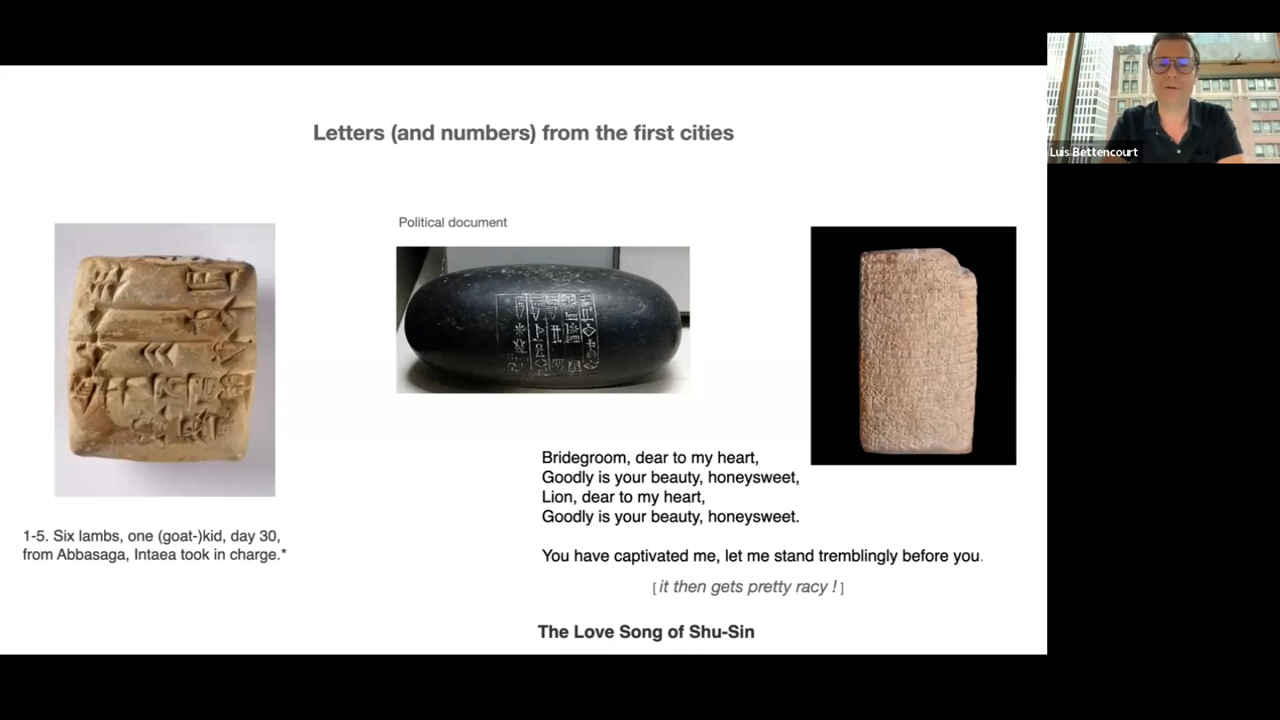 Letters (and numbers) from the first cities
Luis Bettencourt
Political document
1-5. Six lambs, one (goat-)kid, day 30,
from Abbasaga, Intaea took in charge.*
Bridegroom, dear to my heart,
Goodly is your beauty, honeysweet,
Lion, dear to my heart,
Goodly is your beauty, honeysweet.
You have captivated me, let me stand tremblingly before you.
[ it then gets pretty racy ! ]
The Love Song of Shu-Sin